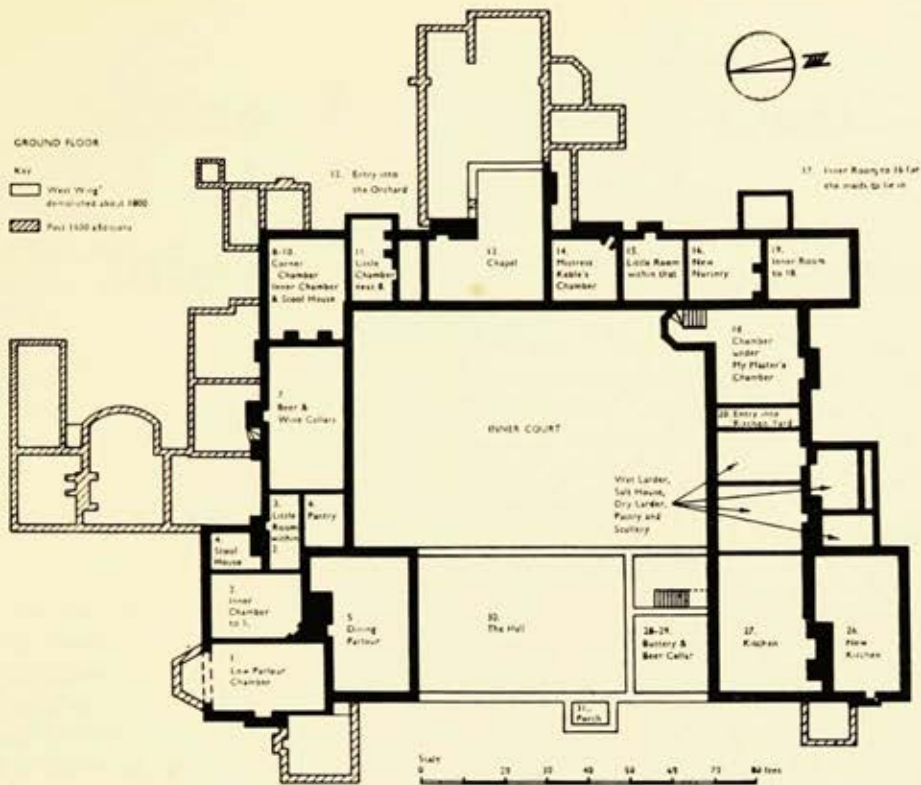 GROUND FLOOR
Key
"West Wing"
demolished about 1800
Post 1600 additions
12. Entry into
the Orchard
17. Inner Room to 16 for
the maids to lie in
8-10.
Corner
Chamber
Inner Chamber
& Stool House
11.
Little
Chamber
next 8.
13.
Chapel
14.
Mistress
Kable's
Chamber
15.
Little Room
within that
16.
New
Nursery
19.
Inner Room
to 18.
18.
Chamber
under
My Master's
Chamber
20. Entry into
Kitchen Yard
7.
Beer &
Wine Cellars
INNER COURT
Wet Larder,
Salt House,
Dry Larder,
Pastry and
Scullery
3.
Little
Room
within
2.
6.
Pantry
4.
Stool
House
2.
Inner
Chamber
to 1.
5.
Dining
Parlour
30.
The Hall
28-29.
Buttery &
Beer Cellar
27.
Kitchen
26.
New
Kitchen
1.
Low Parlour
Chamber
31.
Porch
Scale
0 20 30 40 50 60 70 80 feet